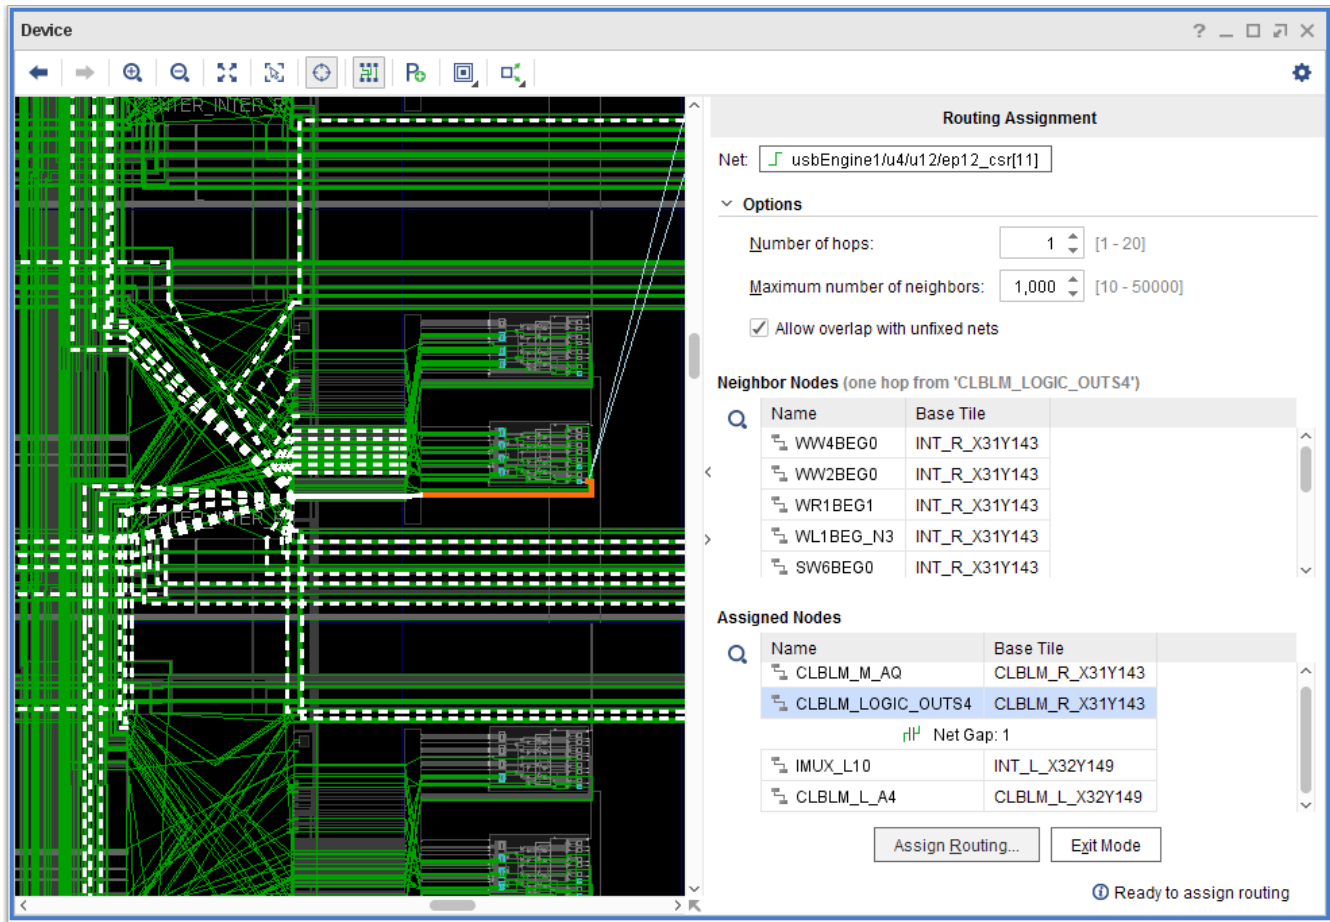 Device
CENTER_INTER_R
Routing Assignment
Net: usbEngine1/u4/u12/ep12_csr[11]
Options
Number of hops: 1 [1 - 20]
Maximum number of neighbors: 1,000 [10 - 50000]
Allow overlap with unfixed nets
Neighbor Nodes (one hop from 'CLBLM_LOGIC_OUTS4')
Name Base Tile
WW4BEG0 INT_R_X31Y143
WW2BEG0 INT_R_X31Y143
WR1BEG1 INT_R_X31Y143
WL1BEG_N3 INT_R_X31Y143
SW6BEG0 INT_R_X31Y143
CENTER_INTER_R
Assigned Nodes
Name Base Tile
CLBLM_M_AQ CLBLM_R_X31Y143
CLBLM_LOGIC_OUTS4 CLBLM_R_X31Y143
Net Gap: 1
IMUX_L10 INT_L_X32Y149
CLBLM_L_A4 CLBLM_L_X32Y149
Assign Routing... Exit Mode
Ready to assign routing